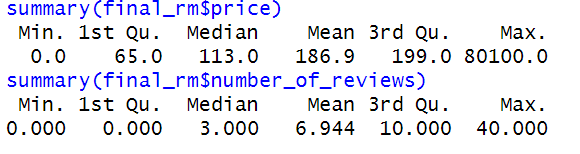 summary(final_rm$price)
Min. 1st Qu. Median Mean 3rd Qu. Max.
0.0 65.0 113.0 186.9 199.0 80100.0
summary(final_rm$number_of_reviews)
Min. 1st Qu. Median Mean 3rd Qu. Max.
0.000 0.000 3.000 6.944 10.000 40.000